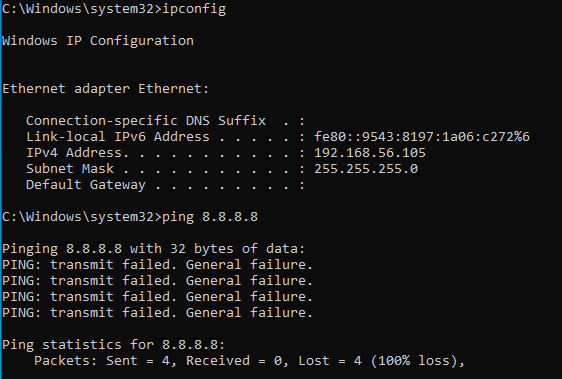 C:\Windows\system32>ipconfig
Windows IP Configuration
Ethernet adapter Ethernet:
   Connection-specific DNS Suffix  . :
   Link-local IPv6 Address . . . . . : fe80::9543:8197:1a06:c272%6
   IPv4 Address. . . . . . . . . . . : 192.168.56.105
   Subnet Mask . . . . . . . . . . . : 255.255.255.0
   Default Gateway . . . . . . . . . :
C:\Windows\system32>ping 8.8.8.8
Pinging 8.8.8.8 with 32 bytes of data:
PING: transmit failed. General failure.
PING: transmit failed. General failure.
PING: transmit failed. General failure.
PING: transmit failed. General failure.
Ping statistics for 8.8.8.8:
    Packets: Sent = 4, Received = 0, Lost = 4 (100% loss),